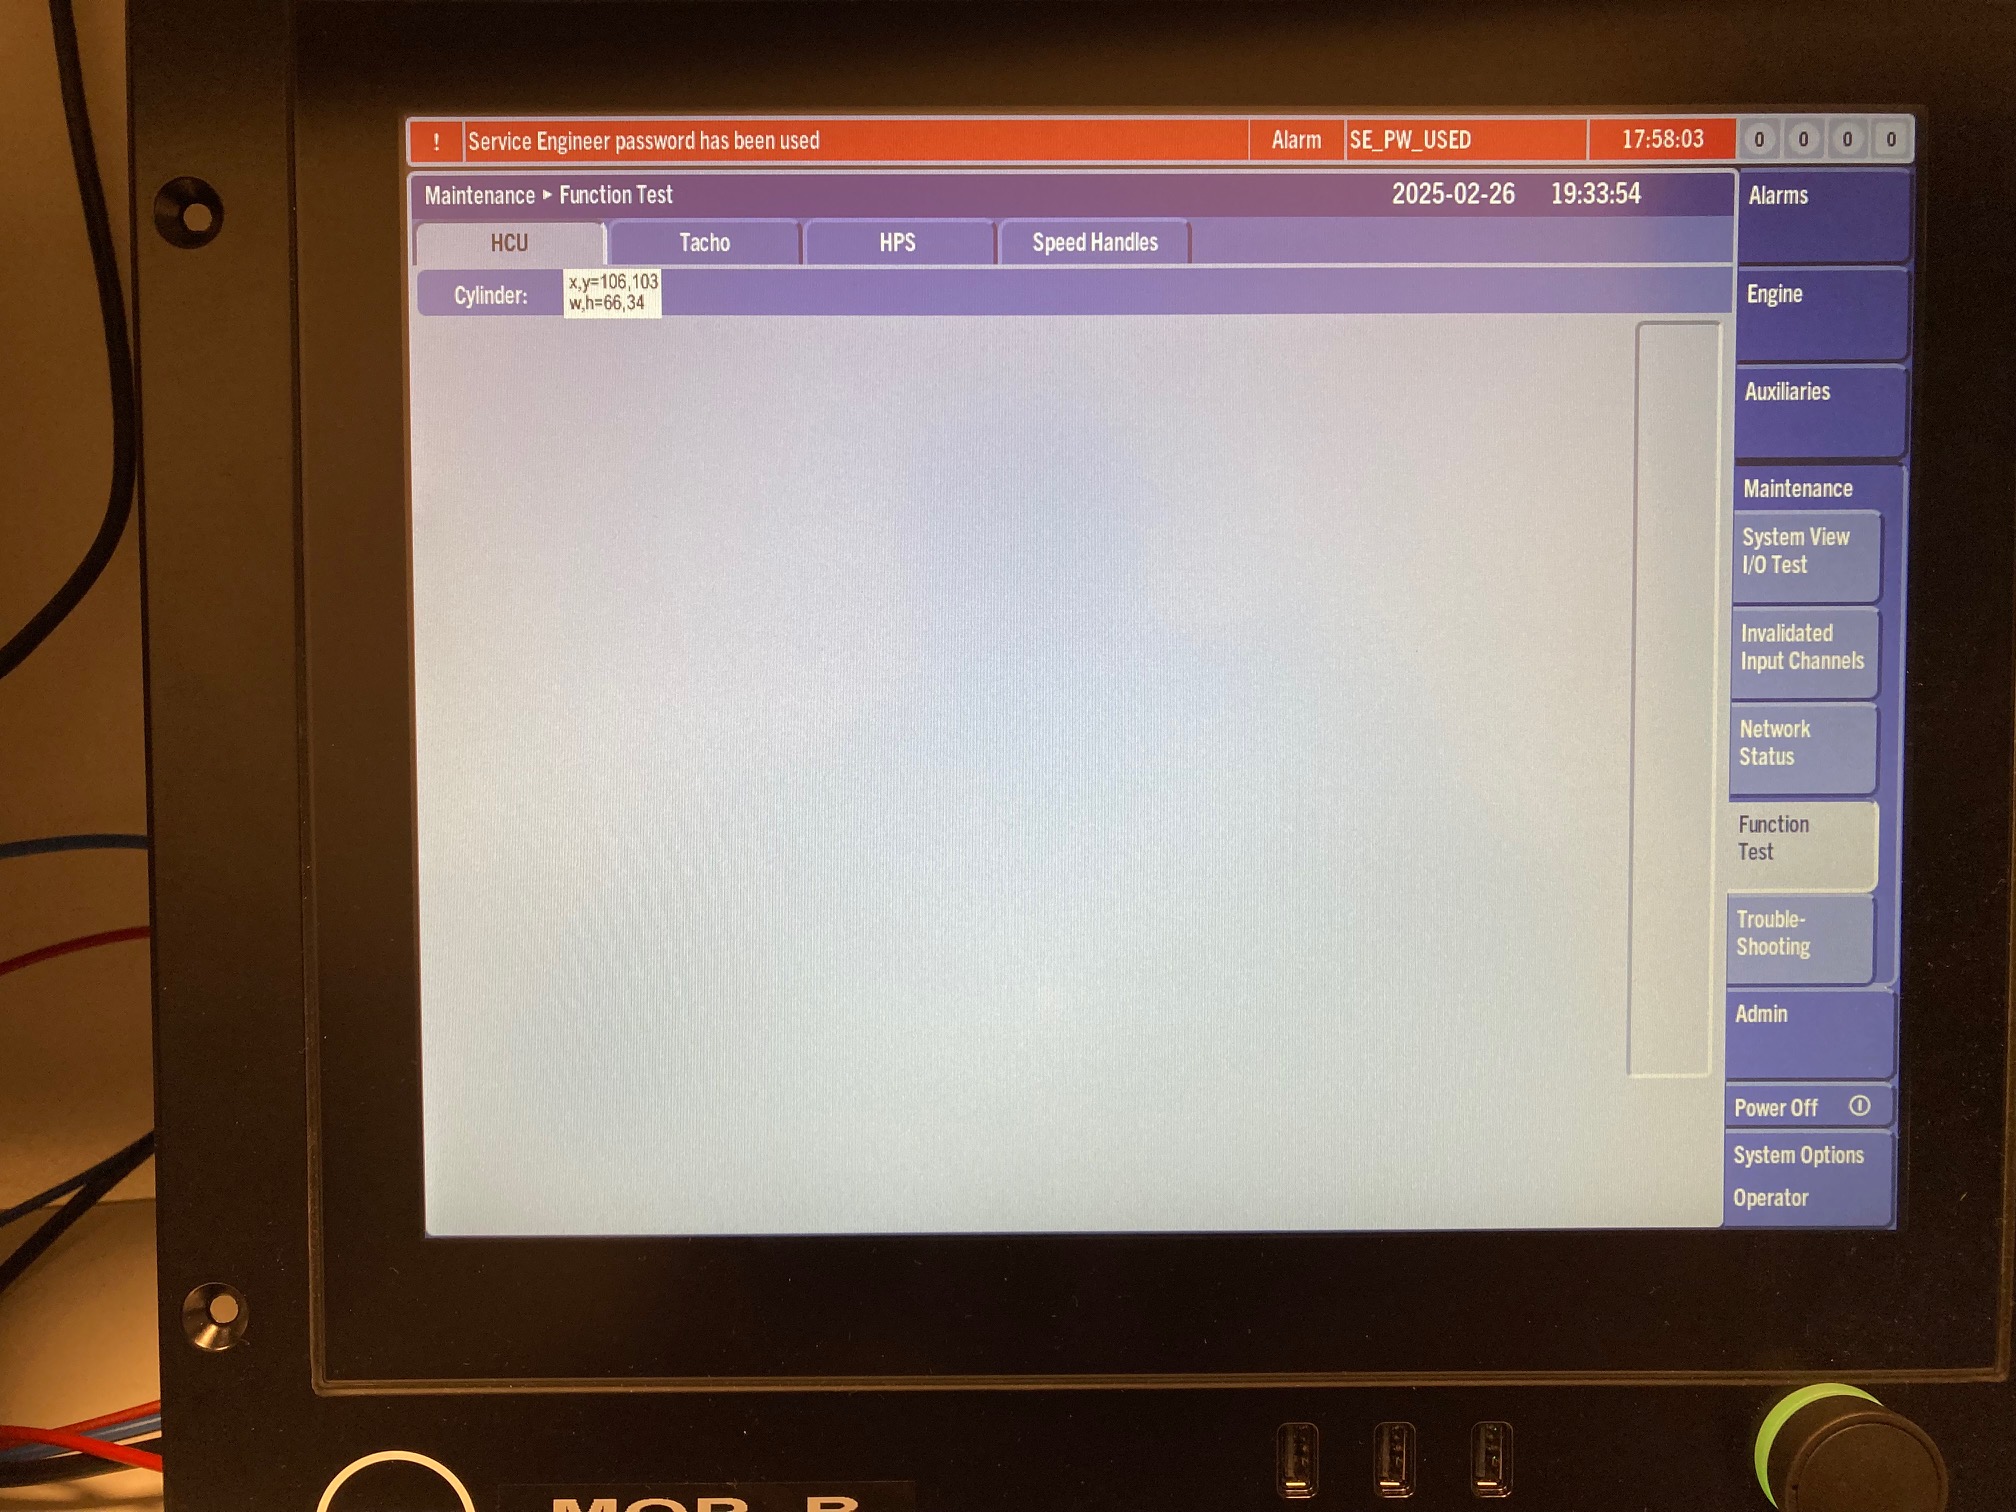 ! Service Engineer password has been used Alarm SE_PW_USED 17:58:03 0 0 0 0
Maintenance ▸ Function Test 2025-02-26 19:33:54
HCU Tacho HPS Speed Handles
Cylinder:
x,y=106,103
w,h=66,34
Alarms
Engine
Auxiliaries
Maintenance
System View
I/O Test
Invalidated
Input Channels
Network
Status
Function
Test
Trouble-
Shooting
Admin
Power Off
System Options
Operator
MOP B